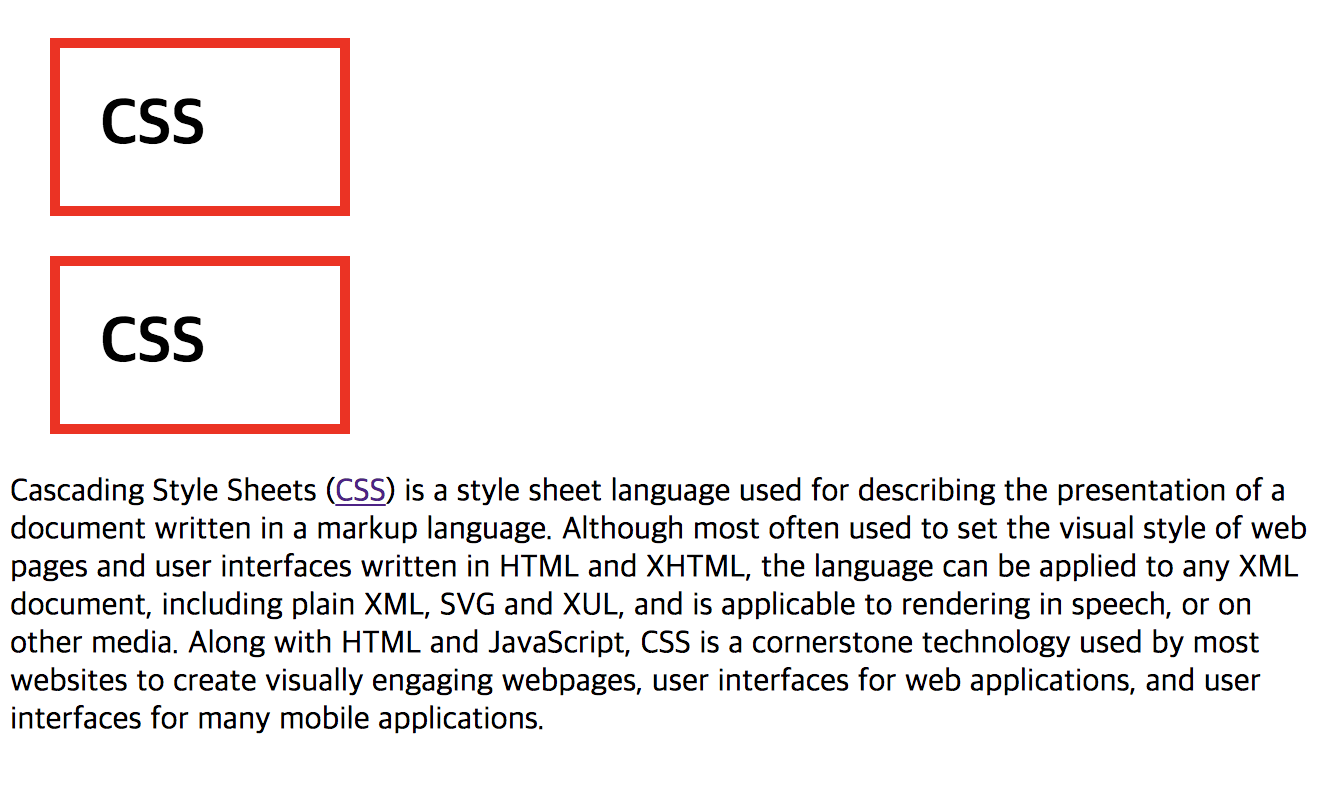 CSS
CSS
Cascading Style Sheets (CSS) is a style sheet language used for describing the presentation of a
document written in a markup language. Although most often used to set the visual style of web
pages and user interfaces written in HTML and XHTML, the language can be applied to any XML
document, including plain XML, SVG and XUL, and is applicable to rendering in speech, or on
other media. Along with HTML and JavaScript, CSS is a cornerstone technology used by most
websites to create visually engaging webpages, user interfaces for web applications, and user
interfaces for many mobile applications.